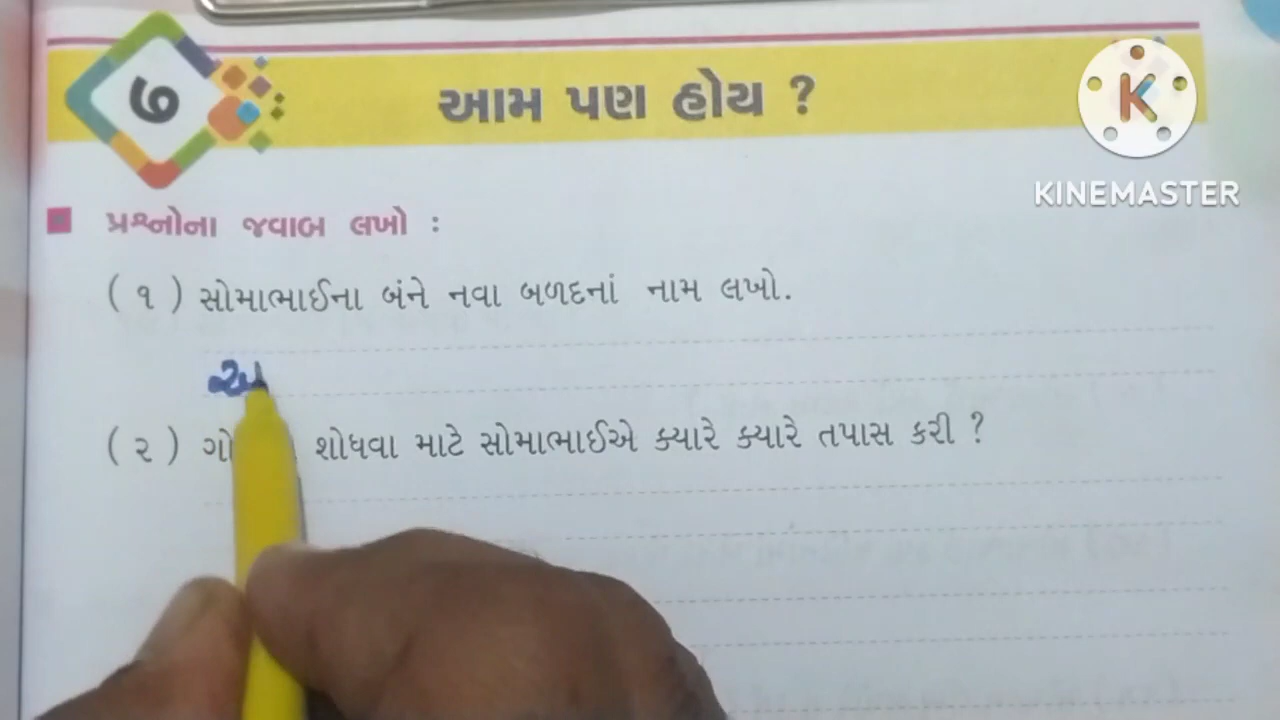 ૭
આમ પણ હોય ?
K
KINEMASTER
પ્રશ્નોના જવાબ લખો :
( ૧ ) સોમાભાઈના બંને નવા બળદનાં નામ લખો.
( ૨ ) શોધવા માટે સોમાભાઈએ ક્યારે ક્યારે તપાસ કરી ?